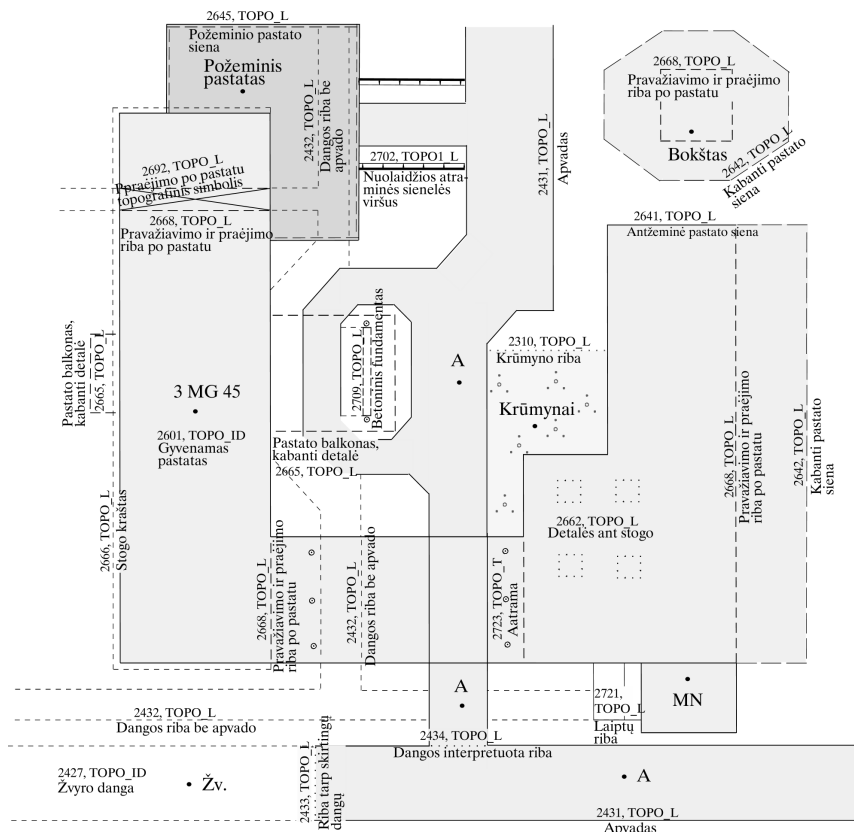 2645, TOPO_L
Požeminio pastato
siena
Požeminis
pastatas
2432, TOPO_L
Dangos riba be
apvado
2702, TOPO1_L
Nuolaidžios atra-
minės sienelės
viršus
2431, TOPO_L
Apvadas
2668, TOPO_L
Pravažiavimo ir praėjimo
riba po pastatu
Bokštas
2642, TOPO_L
Kabanti pastato
siena
2692, TOPO_L
Ppraėjimo po pastatu
topografinis simbolis
2668, TOPO_L
Pravažiavimo ir praėjimo
riba po pastatu
2641, TOPO_L
Antžeminė pastato siena
Pastato balkonas,
kabanti detalė
2665, TOPO_L
3 MG 45
2601, TOPO_ID
Gyvenamas
pastatas
2709, TOPO_L
Betoninis fundamentas
A
2310, TOPO_L
Krūmyno riba
Krūmynai
Pastato balkonas,
kabanti detalė
2665, TOPO_L
2668, TOPO_L
Pravažiavimo ir praėjimo
riba po pastatu
2642, TOPO_L
Kabanti pastato
siena
2666, TOPO_L
Stogo kraštas
2662, TOPO_L
Detalės ant stogo
2668, TOPO_L
Pravažiavimo ir praėjimo
riba po pastatu
2432, TOPO_L
Dangos riba be apvado
2723, TOPO_T
Aatrama
A
2721,
TOPO_L
Laiptų
riba
MN
2432, TOPO_L
Dangos riba be apvado
2434, TOPO_L
Dangos interpretuota riba
2427, TOPO_ID
Žvyro danga
Žv.
2433, TOPO_L
Riba tarp skirtingų
dangų
A
2431, TOPO_L
Apvadas